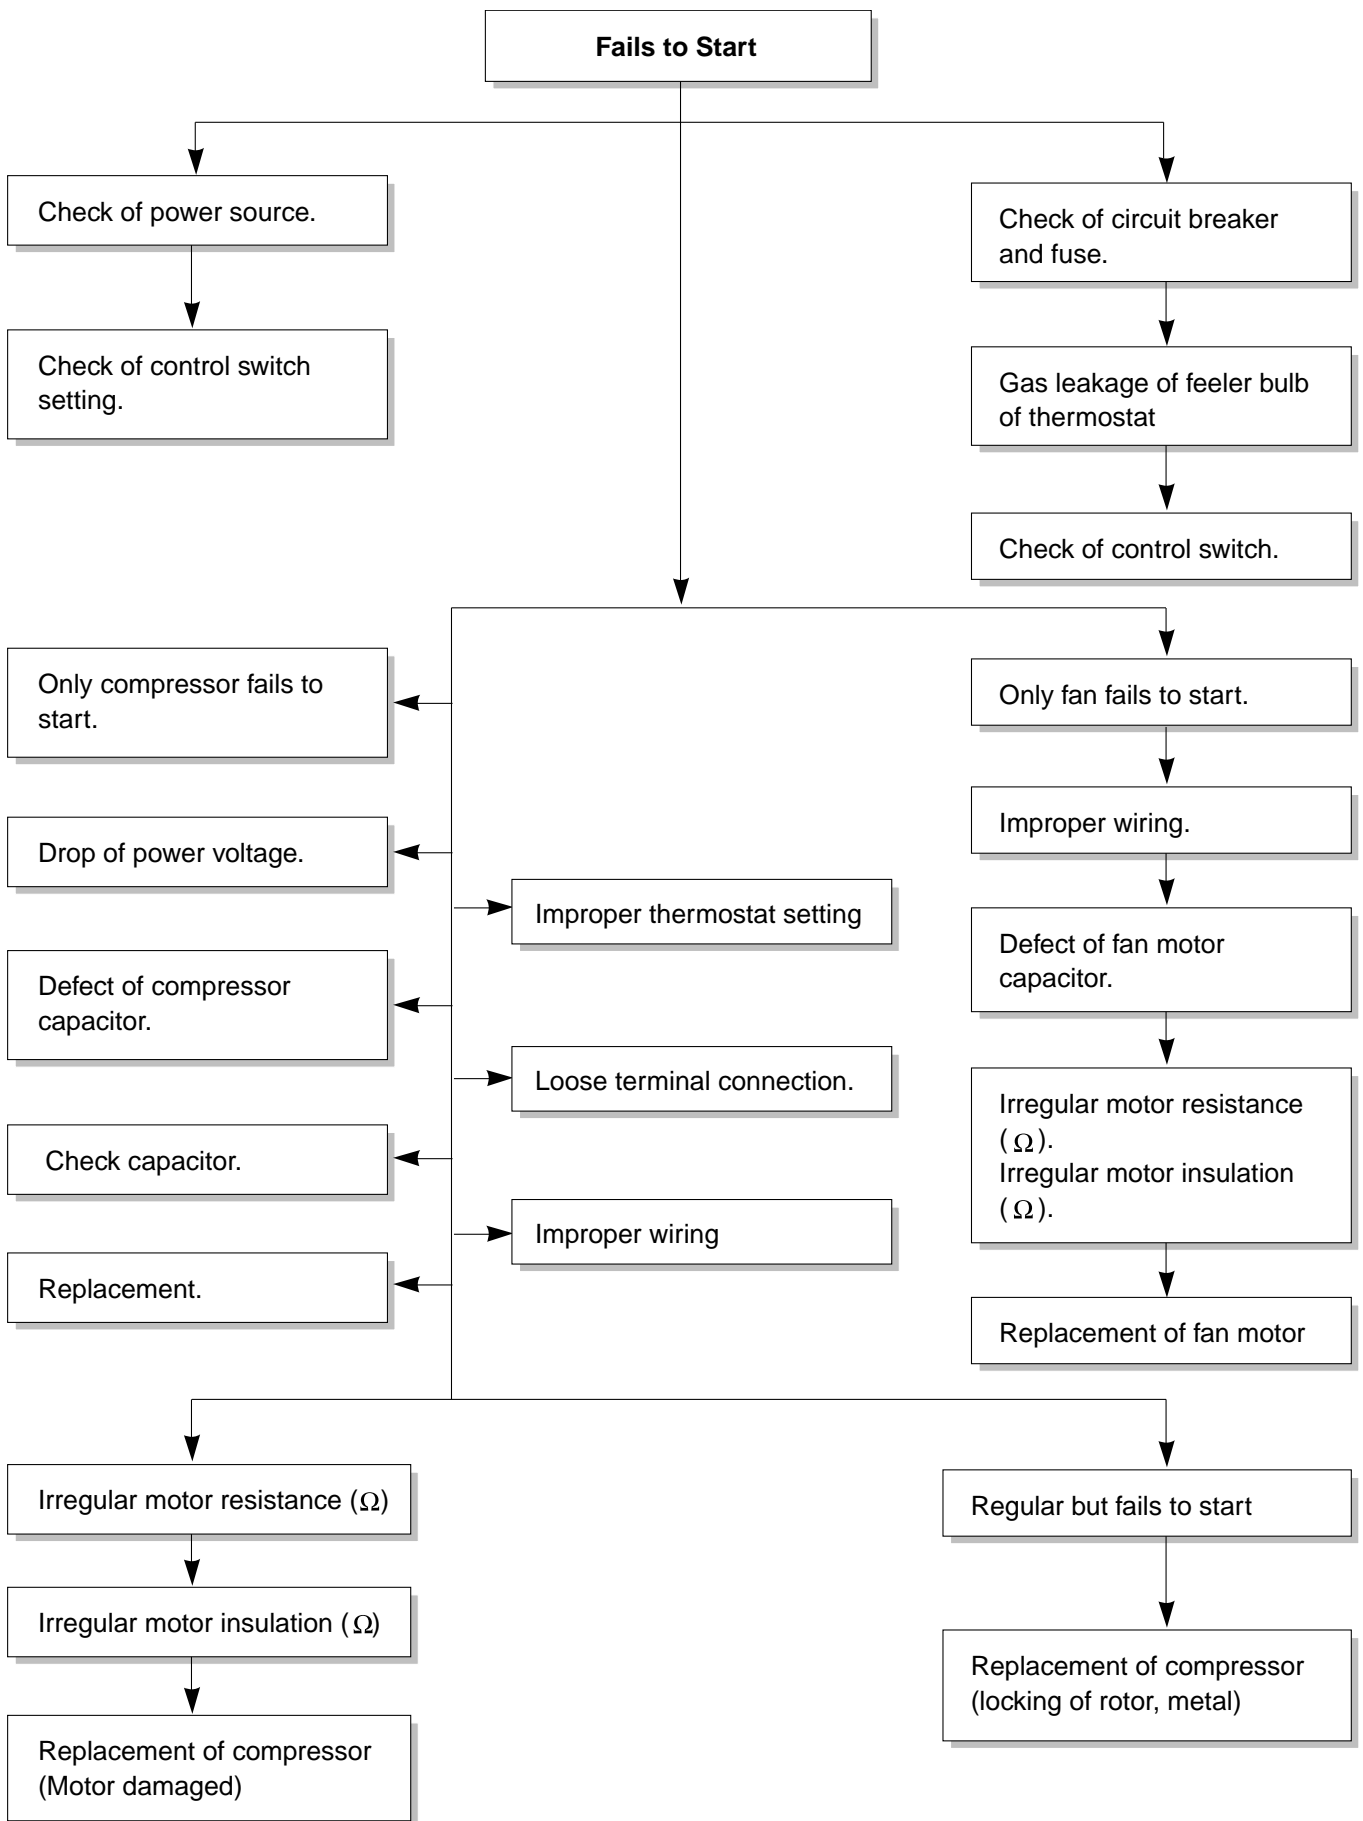 Fails to Start
Check of power source.
Check of control switch
setting.
Check of circuit breaker
and fuse.
Gas leakage of feeler bulb
of thermostat
Check of control switch.
Only compressor fails to
start.
Drop of power voltage.
Defect of compressor
capacitor.
Check capacitor.
Replacement.
Improper thermostat setting
Loose terminal connection.
Improper wiring
Only fan fails to start.
Improper wiring.
Defect of fan motor
capacitor.
Irregular motor resistance
(Ω).
Irregular motor insulation
(Ω).
Replacement of fan motor
Irregular motor resistance (Ω)
Irregular motor insulation (Ω)
Replacement of compressor
(Motor damaged)
Regular but fails to start
Replacement of compressor
(locking of rotor, metal)